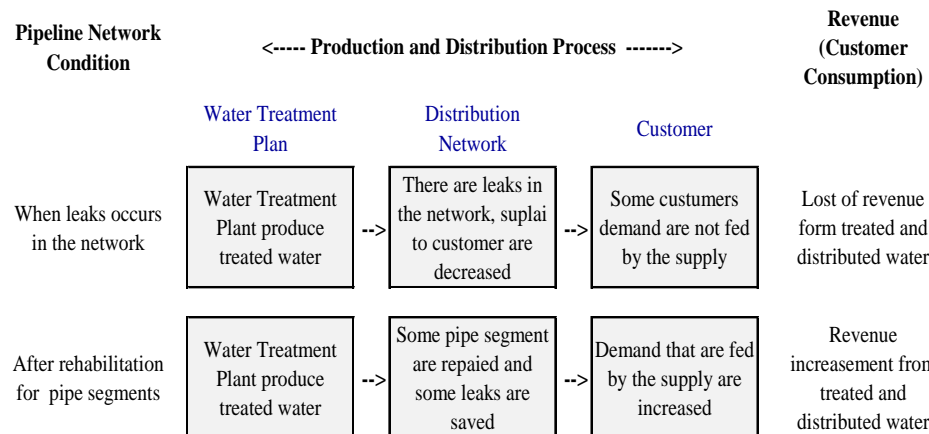 Pipeline Network
Condition
<----- Production and Distribution Process ------->
Revenue
(Customer
Consumption)
Water Treatment
Plan
Distribution
Network
Customer
When leaks occurs
in the network
Water Treatment
Plant produce
treated water
-->
There are leaks in
the network, suplai
to customer are
decreased
-->
Some custumers
demand are not fed
by the supply
Lost of revenue
form treated and
distributed water
After rehabilitation
for pipe segments
Water Treatment
Plant produce
treated water
-->
Some pipe segment
are repaied and
some leaks are
saved
-->
Demand that are fed
by the supply are
increased
Revenue
increasement from
treated and
distributed water